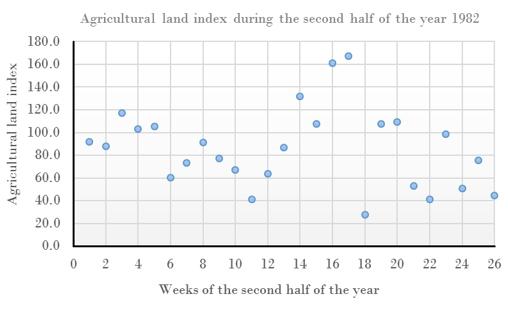 Agricultural land index during the second half of the year 1982
Agricultural land index
180.0
160.0
140.0
120.0
100.0
80.0
60.0
40.0
20.0
0.0
0 2 4 6 8 10 12 14 16 18 20 22 24 26
Weeks of the second half of the year